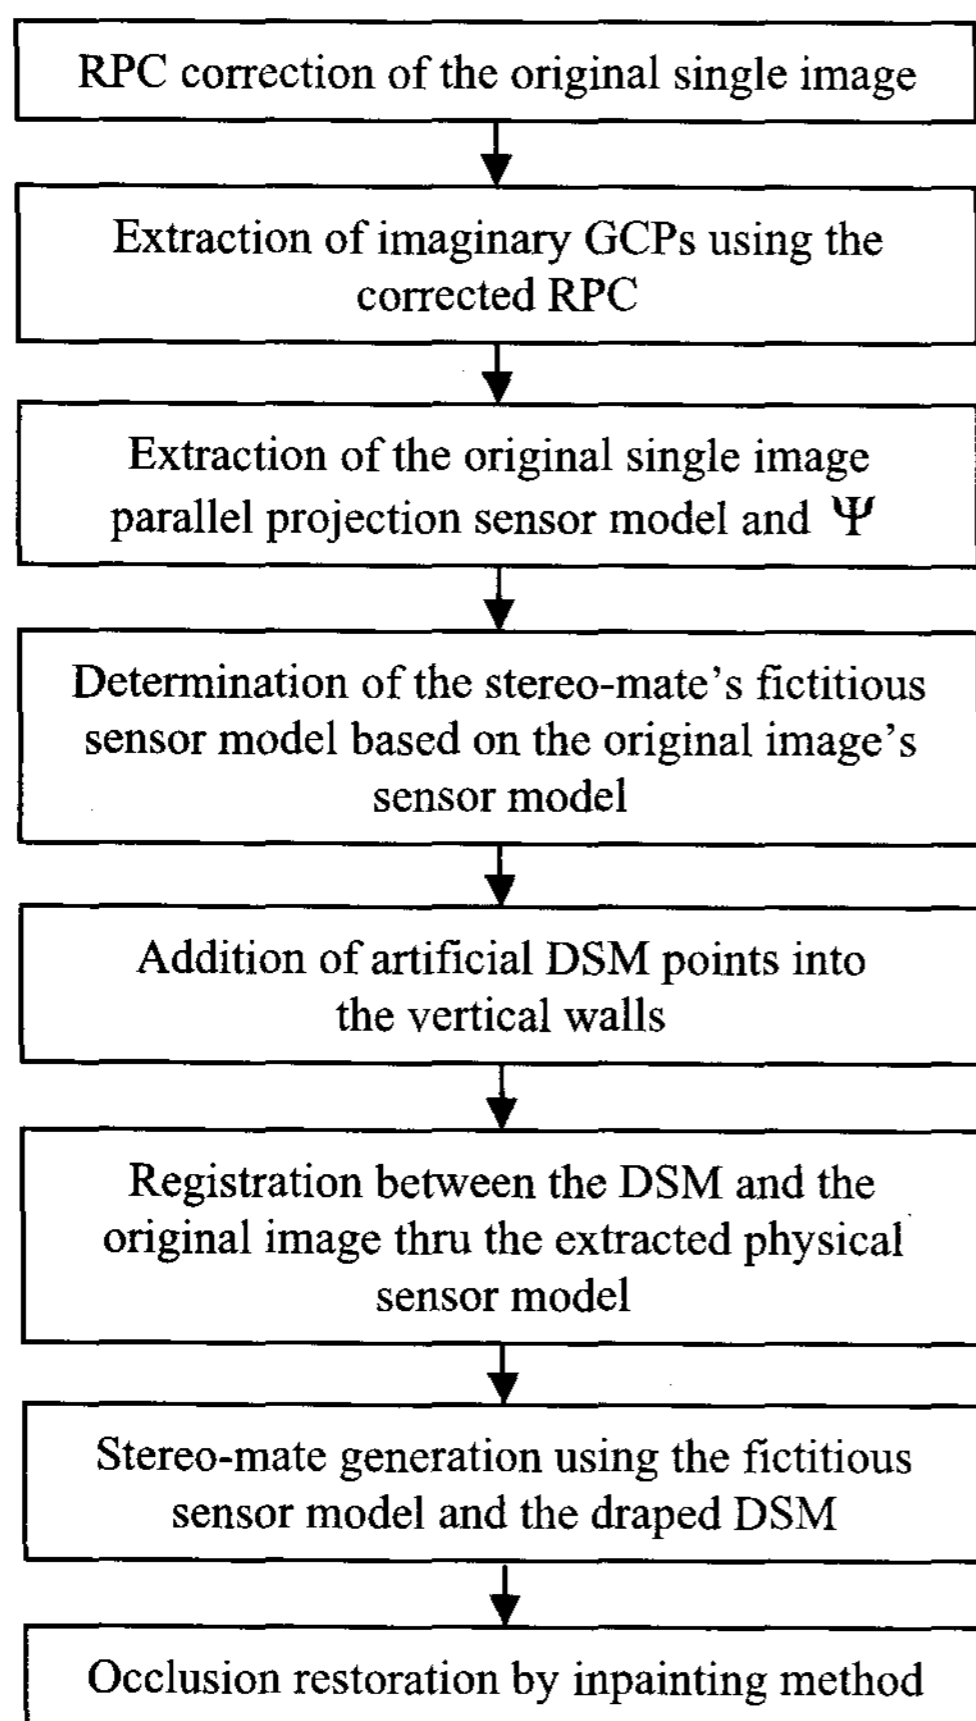 RPC correction of the original single image
Extraction of imaginary GCPs using the
corrected RPC
Extraction of the original single image
parallel projection sensor model and Ψ
Determination of the stereo-mate's fictitious
sensor model based on the original image's
sensor model
Addition of artificial DSM points into
the vertical walls
Registration between the DSM and the
original image thru the extracted physical
sensor model
Stereo-mate generation using the fictitious
sensor model and the draped DSM
Occlusion restoration by inpainting method